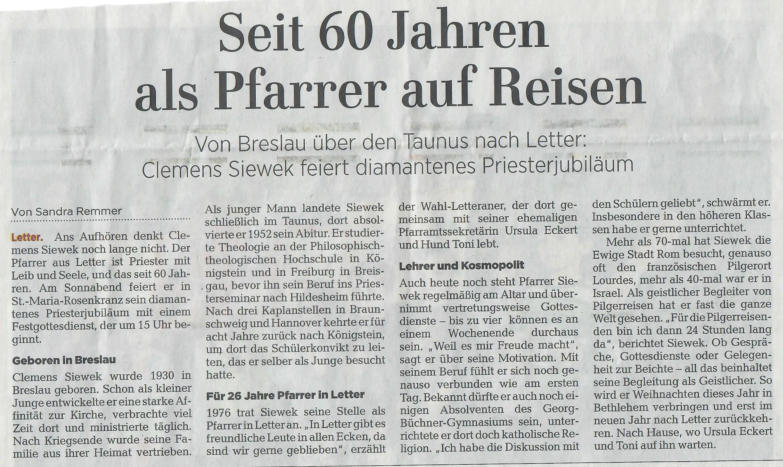 Seit 60 Jahren
als Pfarrer auf Reisen
Von Breslau über den Taunus nach Letter:
Clemens Siewek feiert diamantenes Priesterjubiläum
Von Sandra Remmer
Letter. Ans Aufhören denkt Cle-
mens Siewek noch lange nicht. Der
Pfarrer aus Letter ist Priester mit
Leib und Seele, und das seit 60 Jah-
ren. Am Sonnabend feiert er in
St.-Maria-Rosenkranz sein diaman-
tenes Priesterjubiläum mit einem
Festgottesdienst, der um 15 Uhr be-
ginnt.
Geboren in Breslau
Clemens Siewek wurde 1930 in
Breslau geboren. Schon als kleiner
Junge entwickelte er eine starke Af-
finität zur Kirche, verbrachte viel
Zeit dort und ministrierte täglich.
Nach Kriegsende wurde seine Fa-
milie aus ihrer Heimat vertrieben.
Als junger Mann landete Siewek
schließlich im Taunus, dort absol-
vierte er 1952 sein Abitur. Er studier-
te Theologie an der Philosophisch-
theologischen Hochschule in Kö-
nigstein und in Freiburg in Breis-
gau, bevor ihn sein Beruf ins Pries-
terseminar nach Hildesheim führte.
Nach drei Kaplanstellen in Braun-
schweig und Hannover kehrte er für
acht Jahre zurück nach Königstein,
um dort das Schülerkonvikt zu lei-
ten, das er selber als Junge besucht
hatte.
Für 26 Jahre Pfarrer in Letter
1976 trat Siewek seine Stelle als
Pfarrer in Letter an. „In Letter gibt es
freundliche Leute in allen Ecken, da
sind wir gerne geblieben“, erzählt
der Wahl-Letteraner, der dort ge-
meinsam mit seiner ehemaligen
Pfarramtssekretärin Ursula Eckert
und Hund Toni lebt.
Lehrer und Kosmopolit
Auch heute noch steht Pfarrer Sie-
wek regelmäßig am Altar und über-
nimmt vertretungsweise Gottes-
dienste – bis zu vier können es an
einem Wochenende durchaus
sein. „Weil es mir Freude macht“,
sagt er über seine Motivation. Mit
seinem Beruf fühlt er sich noch ge-
nauso verbunden wie am ersten
Tag. Bekannt dürfte er auch noch ei-
nigen Absolventen des Georg-
Büchner-Gymnasiums sein, unter-
richtete er dort doch katholische Re-
ligion. „Ich habe die Diskussion mit
den Schülern geliebt“, schwärmt er.
Insbesondere in den höheren Klas-
sen habe er gerne unterrichtet.
Mehr als 70-mal hat Siewek die
Ewige Stadt Rom besucht, genauso
oft den französischen Pilgerort
Lourdes, mehr als 40-mal war er in
Israel. Als geistlicher Begleiter von
Pilgerreisen hat er fast die ganze
Welt gesehen. „Für die Pilgerreisen-
den bin ich dann 24 Stunden lang
da“, berichtet Siewek. Ob Gesprä-
che, Gottesdienste oder Gelegen-
heit zur Beichte – all das beinhaltet
seine Begleitung als Geistlicher. So
wird er Weihnachten dieses Jahr in
Bethlehem verbringen und erst im
neuen Jahr nach Letter zurückkeh-
ren. Nach Hause, wo Ursula Eckert
und Toni auf ihn warten.